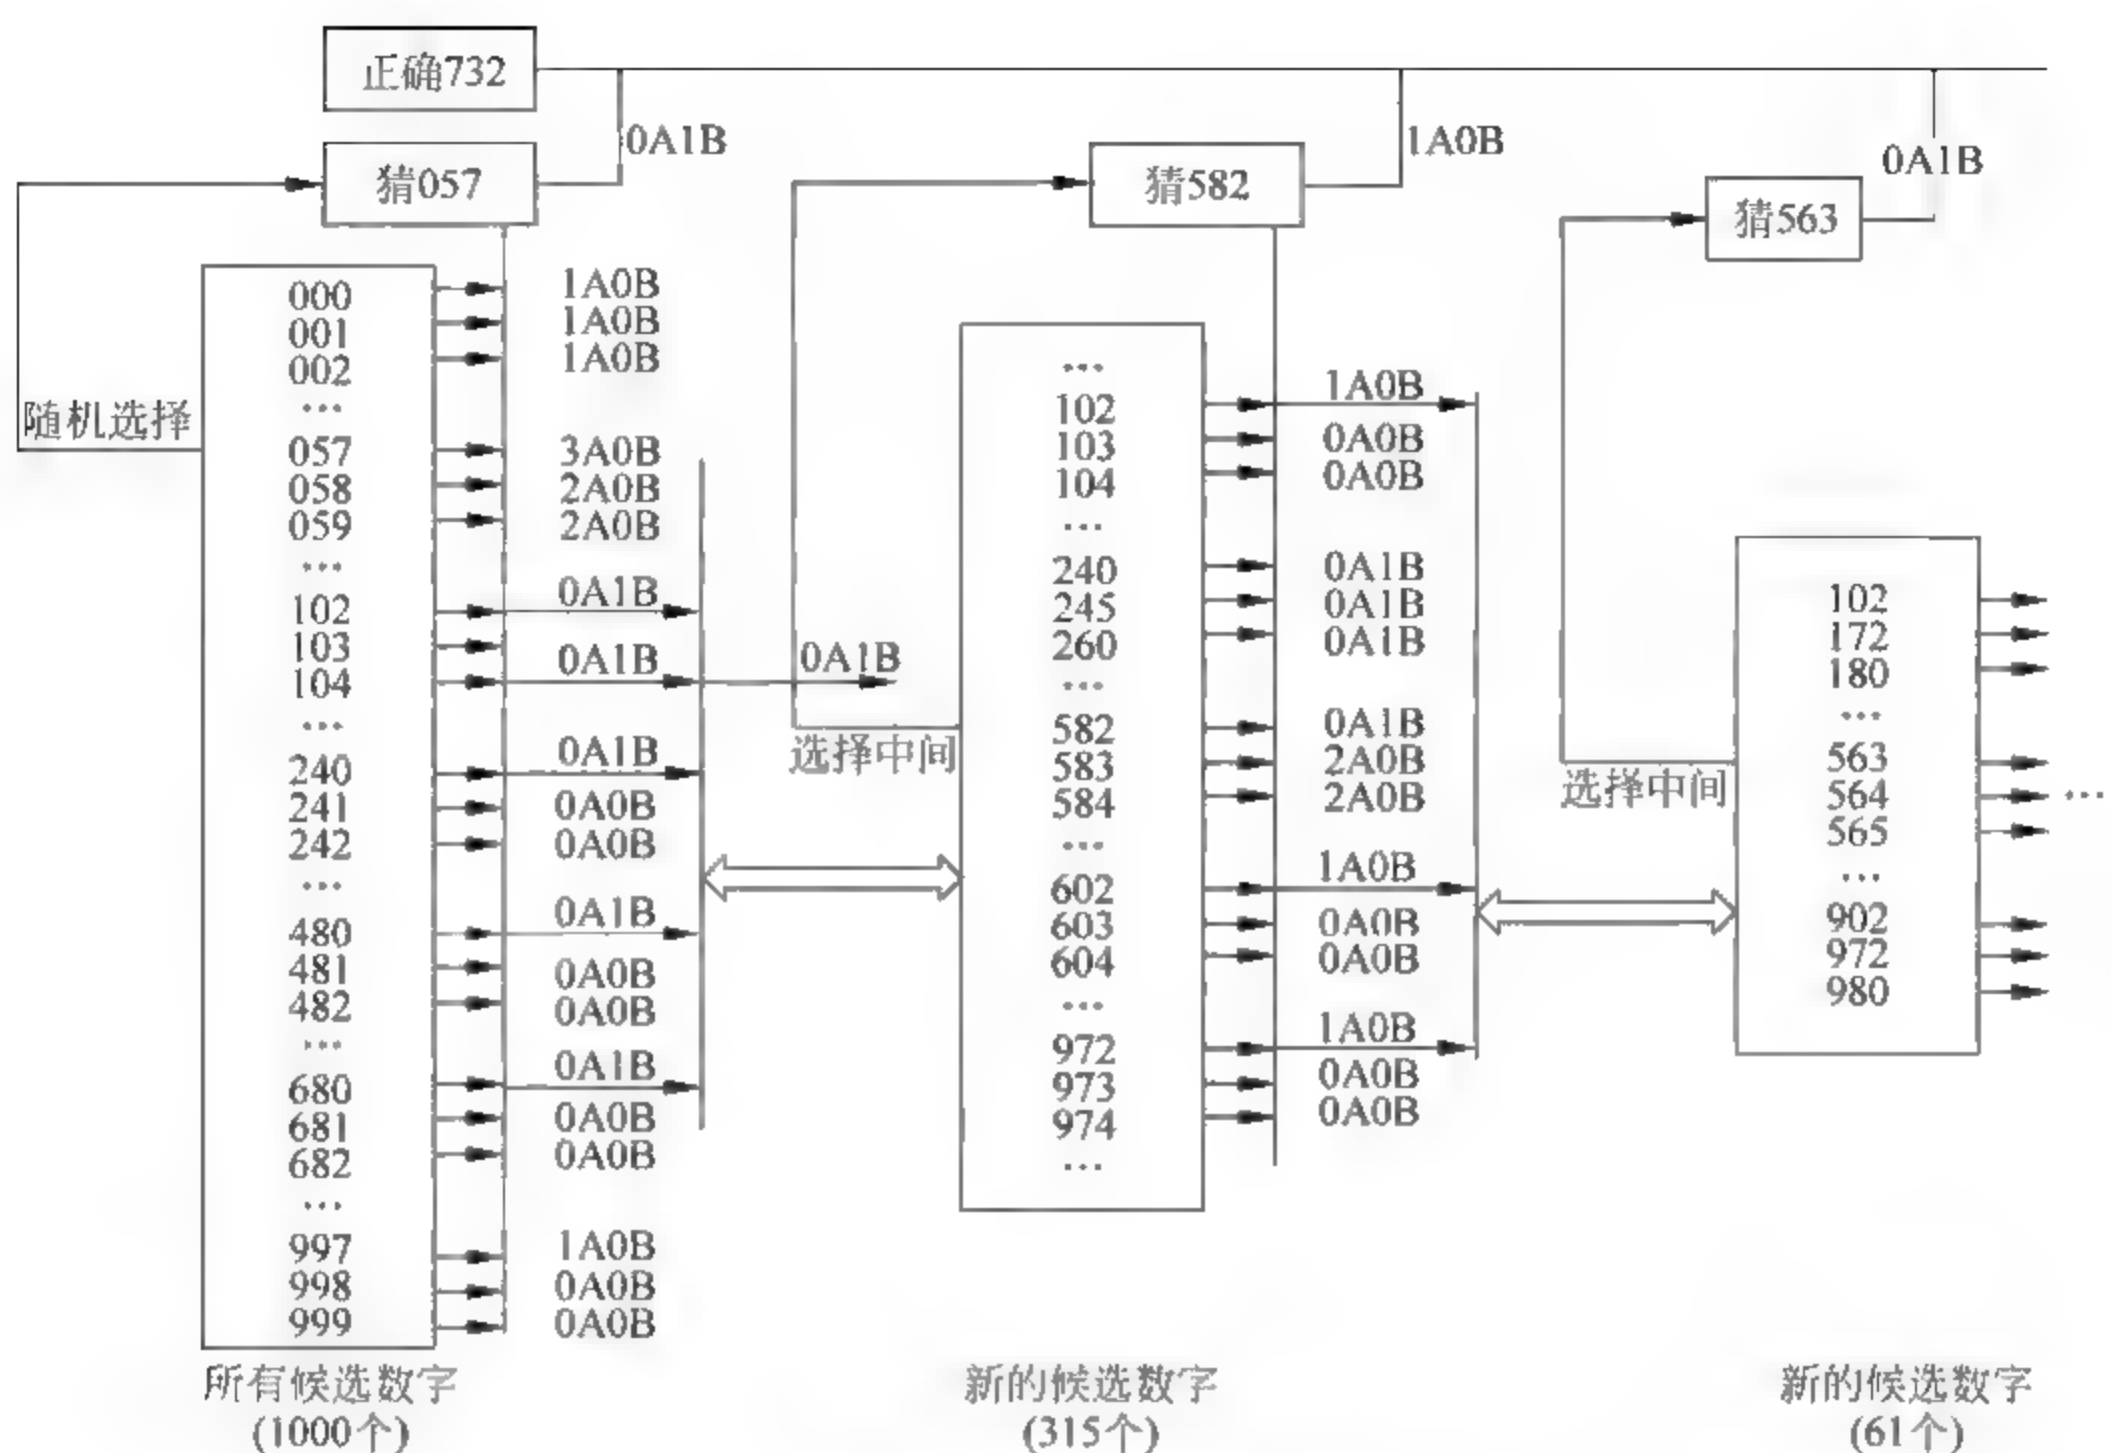 正确732
0A1B
猜057
随机选择
000
001
002
…
057
058
059
…
102
103
104
…
240
241
242
…
480
481
482
…
680
681
682
…
997
998
999
1A0B
1A0B
1A0B
3A0B
2A0B
2A0B
0A1B
0A1B
0A1B
0A0B
0A0B
0A1B
0A0B
0A0B
0A1B
0A0B
0A0B
1A0B
0A0B
0A0B
所有候选数字
(1000个)
0A1B
1A0B
猜582
选择中间
…
102
103
104
…
240
245
260
…
582
583
584
…
602
603
604
…
972
973
974
…
1A0B
0A0B
0A0B
0A1B
0A1B
0A1B
0A1B
2A0B
2A0B
1A0B
0A0B
0A0B
1A0B
0A0B
0A0B
新的候选数字
(315个)
0A1B
猜563
选择中间
102
172
180
…
563
564
565
…
902
972
980
…
新的候选数字
(61个)